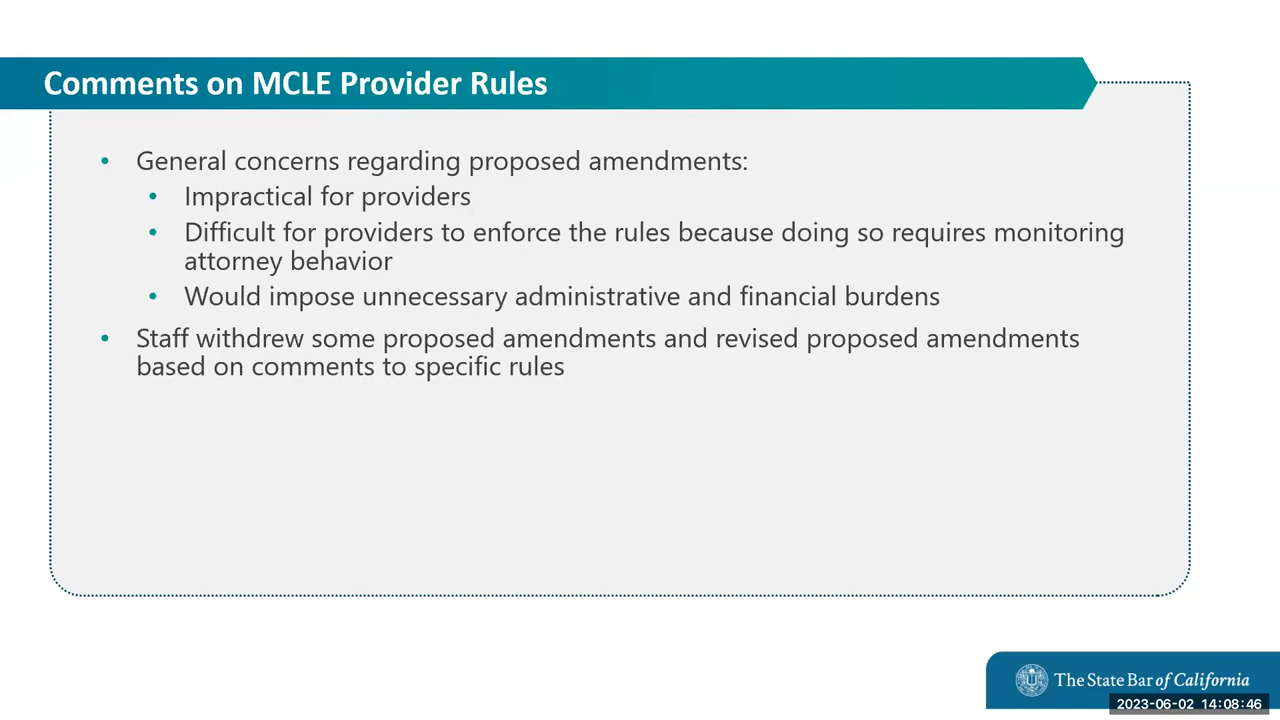 Comments on MCLE Provider Rules
• General concerns regarding proposed amendments:
• Impractical for providers
• Difficult for providers to enforce the rules because doing so requires monitoring
attorney behavior
• Would impose unnecessary administrative and financial burdens
• Staff withdrew some proposed amendments and revised proposed amendments
based on comments to specific rules
The State Bar of California
2023-06-02 14:08:46